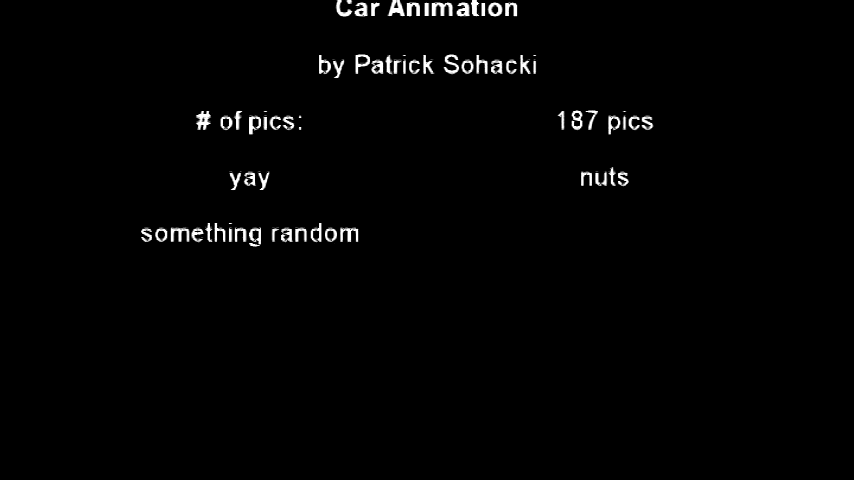 Car Animation
by Patrick Sohacki
# of pics: 187 pics
yay nuts
something random